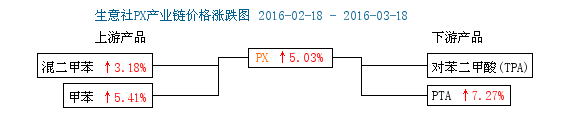 生意社PX产业链价格涨跌图 2016-02-18 - 2016-03-18
上游产品
下游产品
混二甲苯 ↑3.18%
甲苯 ↑5.41%
PX ↑5.03%
对苯二甲酸(TPA)
PTA ↑7.27%